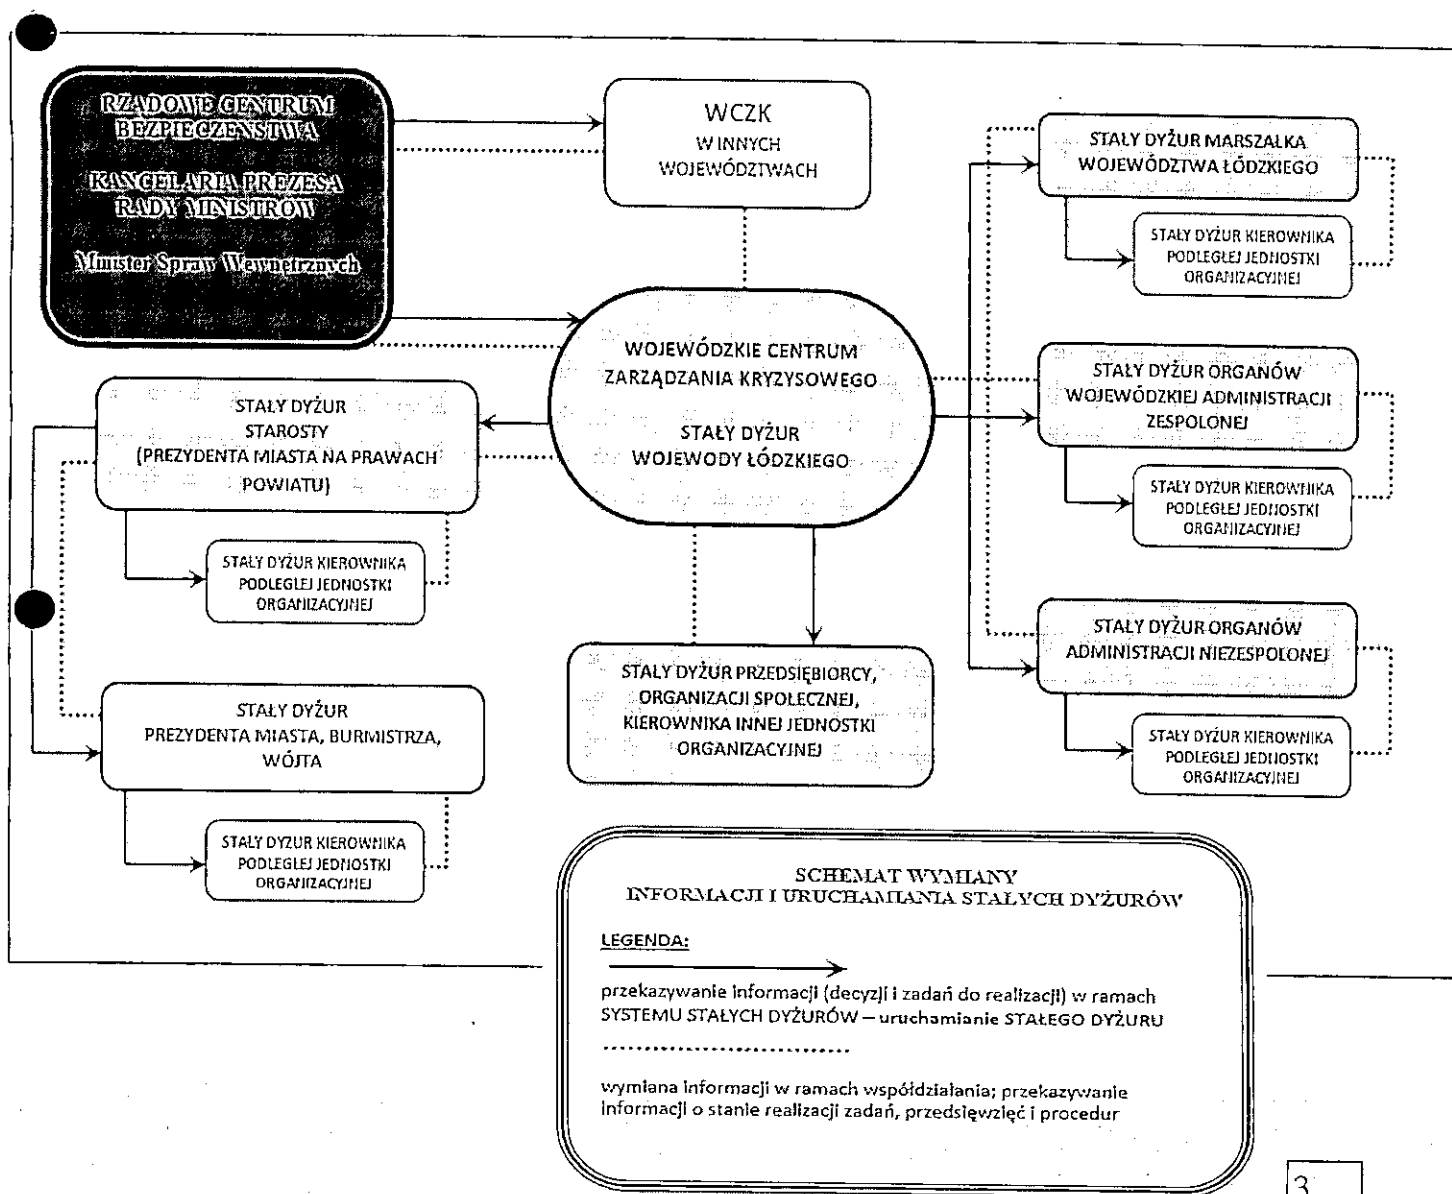 RZĄDOWE CENTRUM
BEZPIECZEŃSTWA
KANCELARIA PREZESA
RADY MINISTRÓW
Minister Spraw Wewnętrznych
WCZK
W INNYCH
WOJEWÓDZTWACH
STAŁY DYŻUR MARSZAŁKA
WOJEWÓDZTWA ŁÓDZKIEGO
STAŁY DYŻUR KIEROWNIKA
PODLEGŁEJ JEDNOSTKI
ORGANIZACYJNEJ
WOJEWÓDZKIE CENTRUM
ZARZĄDZANIA KRYZYSOWEGO
STAŁY DYŻUR
WOJEWODY ŁÓDZKIEGO
STAŁY DYŻUR ORGANÓW
WOJEWÓDZKIEJ ADMINISTRACJI
ZESPOLONEJ
STAŁY DYŻUR KIEROWNIKA
PODLEGŁEJ JEDNOSTKI
ORGANIZACYJNEJ
STAŁY DYŻUR
STAROSTY
(PREZYDENTA MIASTA NA PRAWACH
POWIATU)
STAŁY DYŻUR KIEROWNIKA
PODLEGŁEJ JEDNOSTKI
ORGANIZACYJNEJ
STAŁY DYŻUR ORGANÓW
ADMINISTRACJI NIEZESPOLONEJ
STAŁY DYŻUR KIEROWNIKA
PODLEGŁEJ JEDNOSTKI
ORGANIZACYJNEJ
STAŁY DYŻUR PRZEDSIĘBIORCY,
ORGANIZACJI SPOŁECZNEJ,
KIEROWNIKA INNEJ JEDNOSTKI
ORGANIZACYJNEJ
STAŁY DYŻUR
PREZYDENTA MIASTA, BURMISTRZA,
WÓJTA
STAŁY DYŻUR KIEROWNIKA
PODLEGŁEJ JEDNOSTKI
ORGANIZACYJNEJ
SCHEMAT WYMIANY
INFORMACJI I URUCHAMIANIA STAŁYCH DYŻURÓW
LEGENDA:
przekazywanie informacji (decyzji i zadań do realizacji) w ramach
SYSTEMU STAŁYCH DYŻURÓW – uruchamianie STAŁEGO DYŻURU
wymiana informacji w ramach współdziałania; przekazywanie
informacji o stanie realizacji zadań, przedsięwzięć i procedur
3